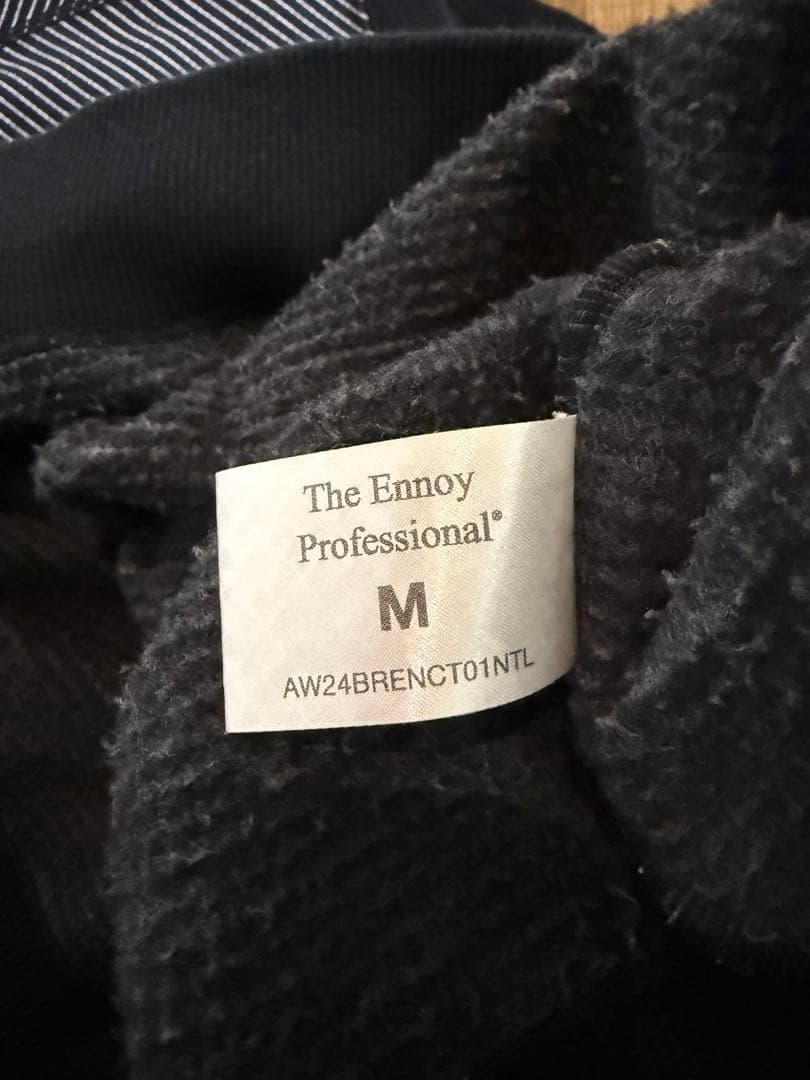 The Ennoy
Professional®
M
AW24BRENCT01NTL